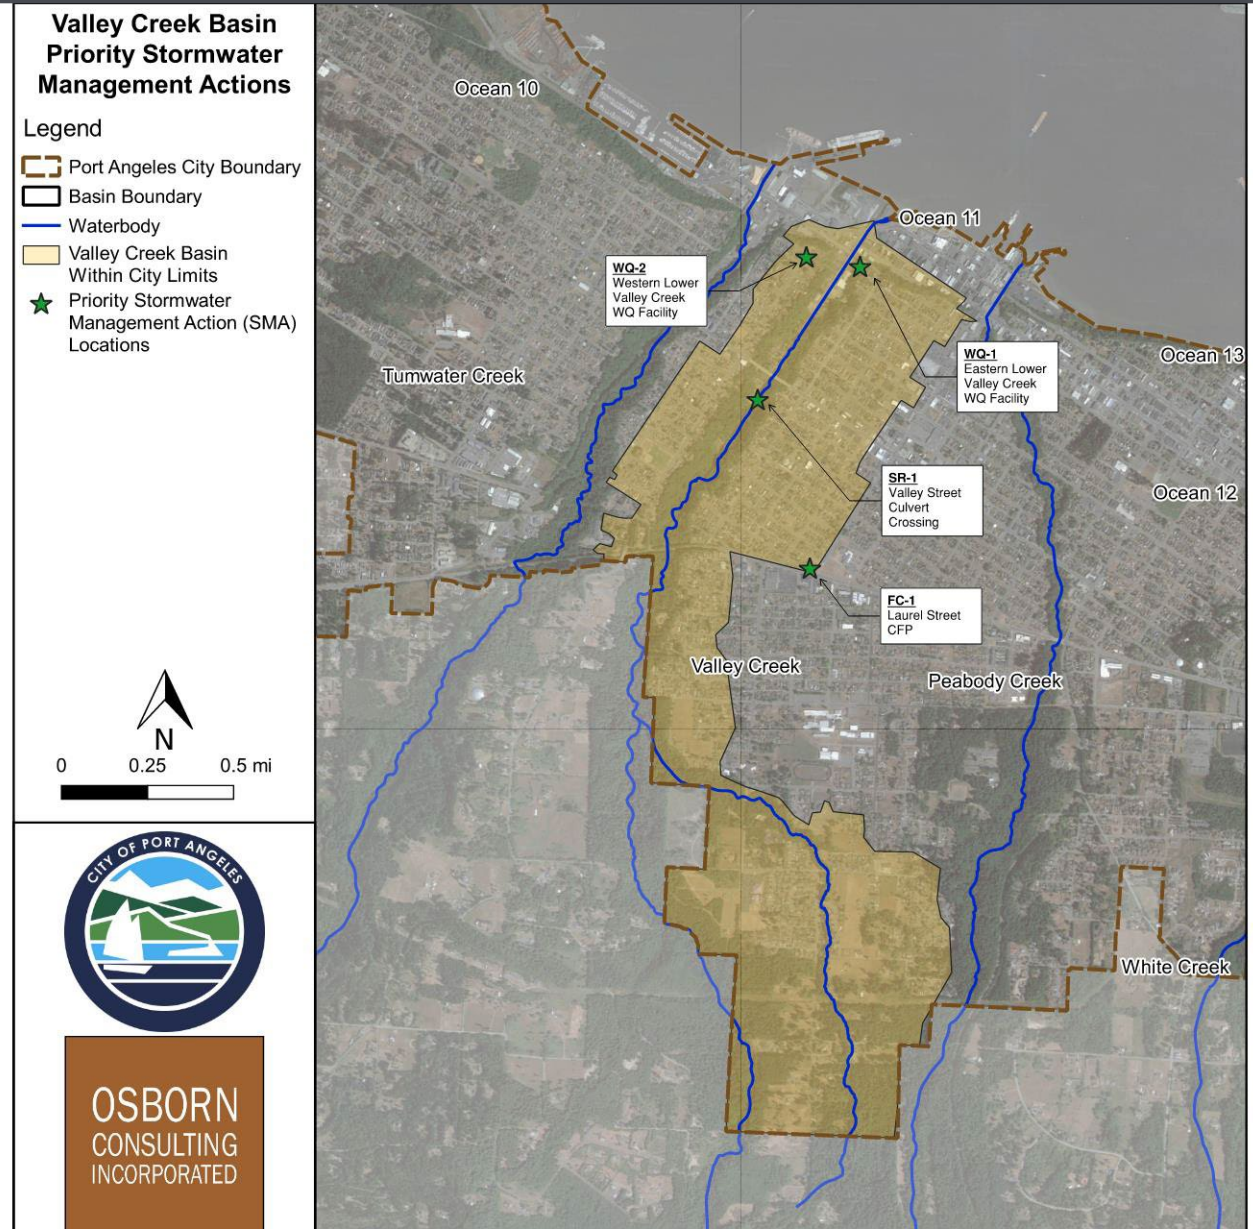 Valley Creek Basin
Priority Stormwater
Management Actions
Legend
Port Angeles City Boundary
Basin Boundary
Waterbody
Valley Creek Basin
Within City Limits
Priority Stormwater
Management Action (SMA)
Locations
N
0 0.25 0.5 mi
CITY OF PORT ANGELES
OSBORN
CONSULTING
INCORPORATED
Ocean 10
Ocean 11
WQ-2
Western Lower
Valley Creek
WQ Facility
WQ-1
Eastern Lower
Valley Creek
WQ Facility
Ocean 13
Tumwater Creek
SR-1
Valley Street
Culvert
Crossing
Ocean 12
FC-1
Laurel Street
CFP
Valley Creek
Peabody Creek
White Creek